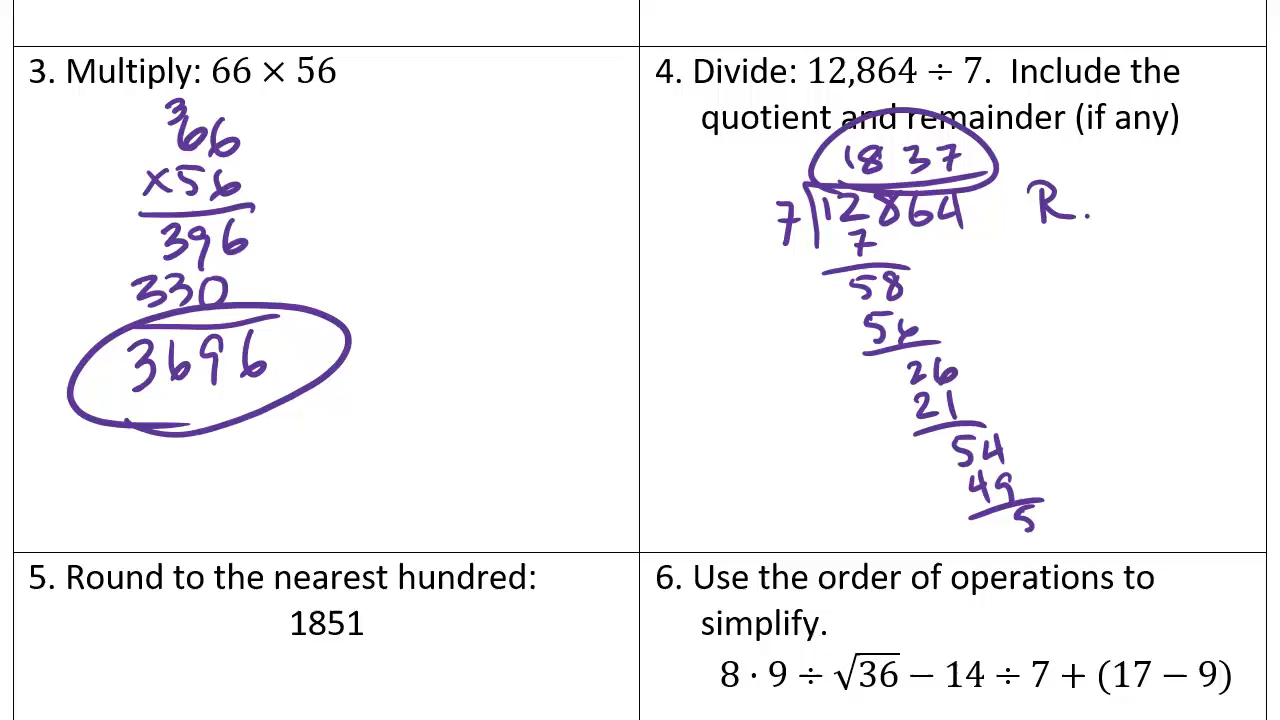 3. Multiply: 66 × 56
3
66
×56
396
330
3696
4. Divide: 12,864 ÷ 7. Include the
quotient and remainder (if any)
1837
7 12864 R.
7
58
56
26
21
54
49
5
5. Round to the nearest hundred:
1851
6. Use the order of operations to
simplify.
8 · 9 ÷ √36 − 14 ÷ 7 + (17 − 9)